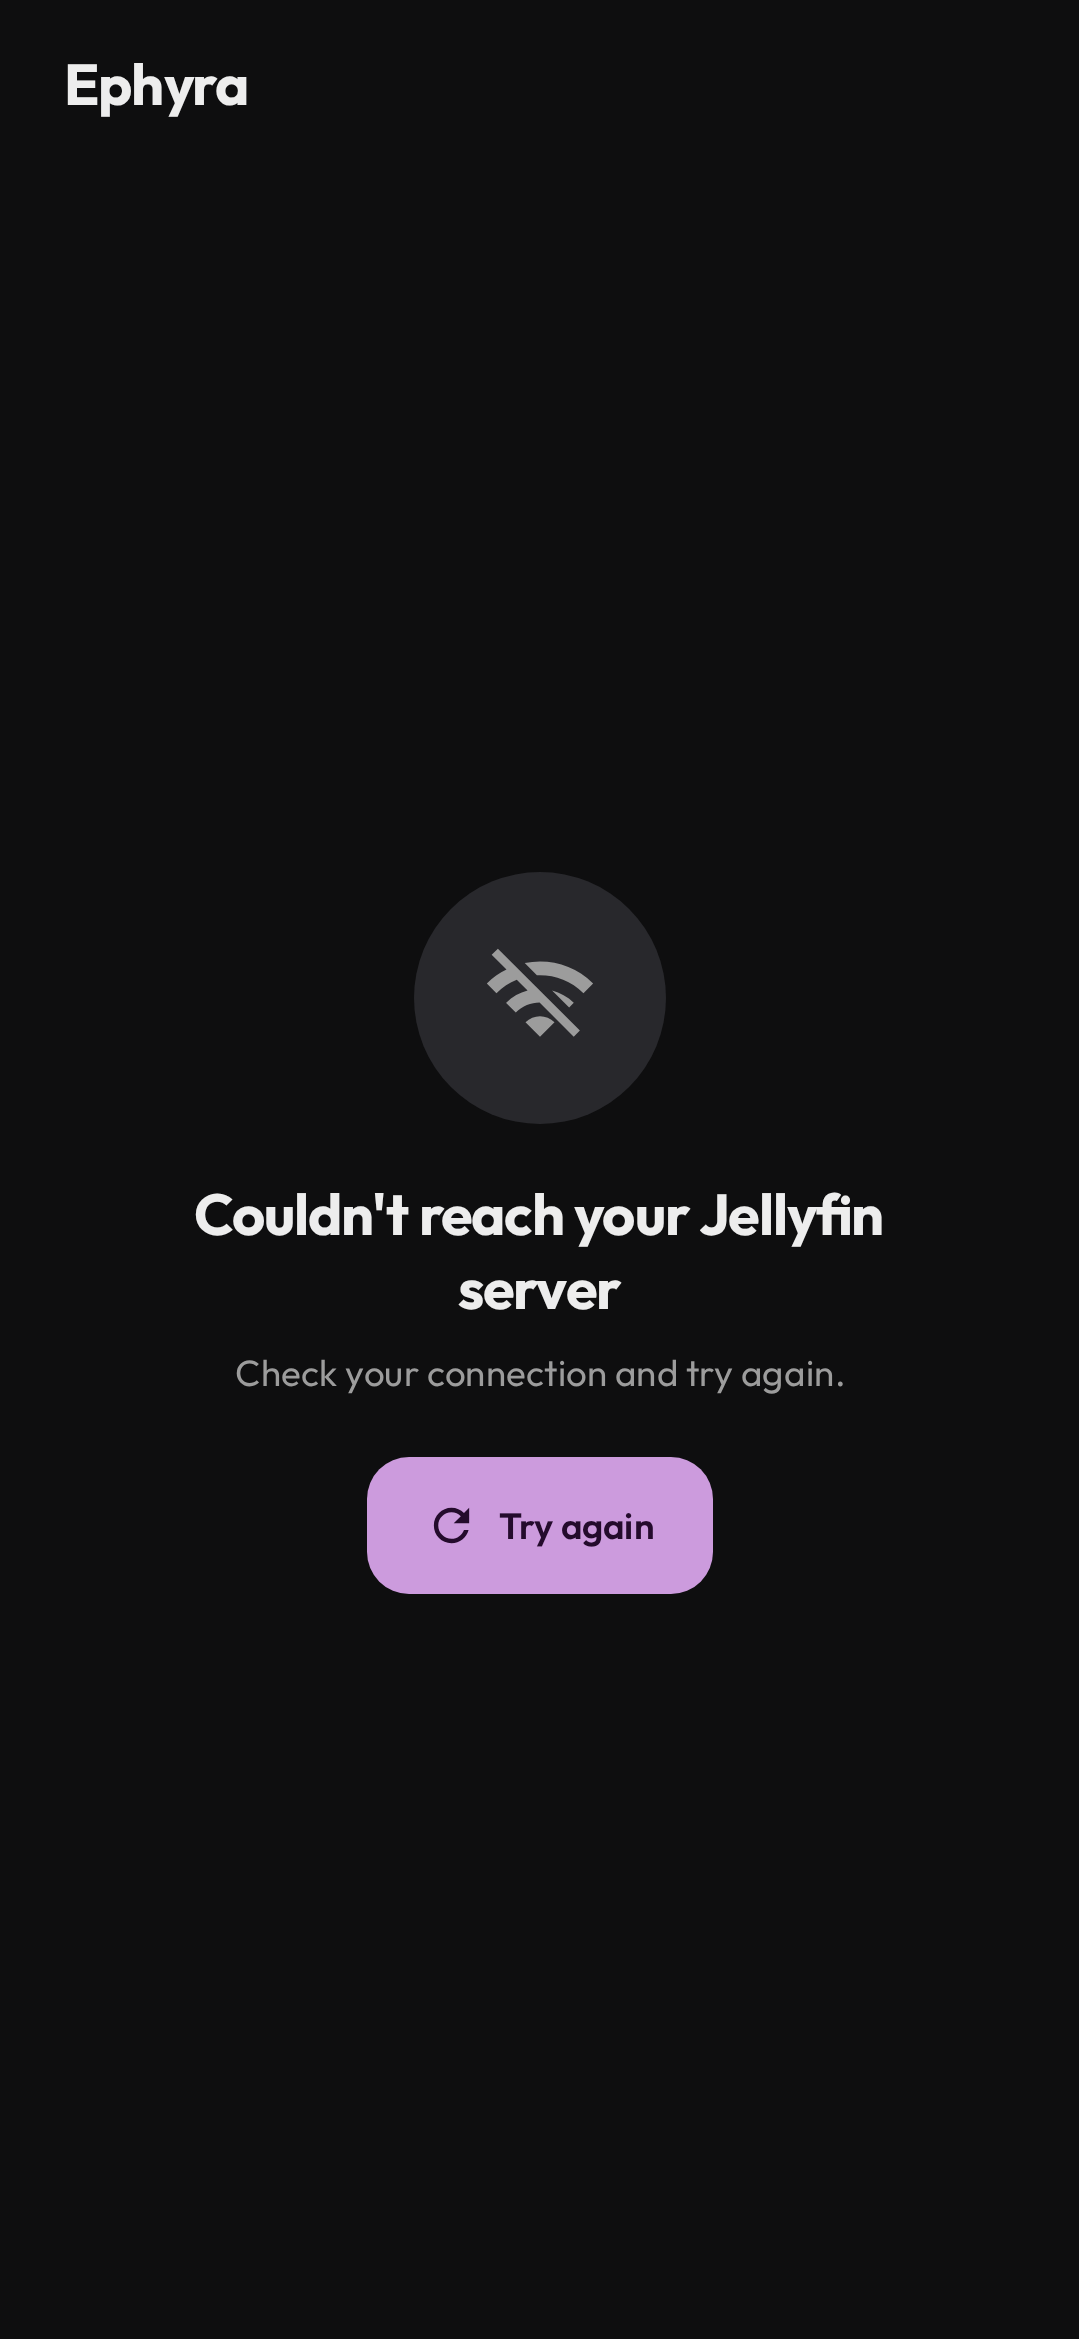 Ephyra
Couldn't reach your Jellyfin
server
Check your connection and try again.
Try again